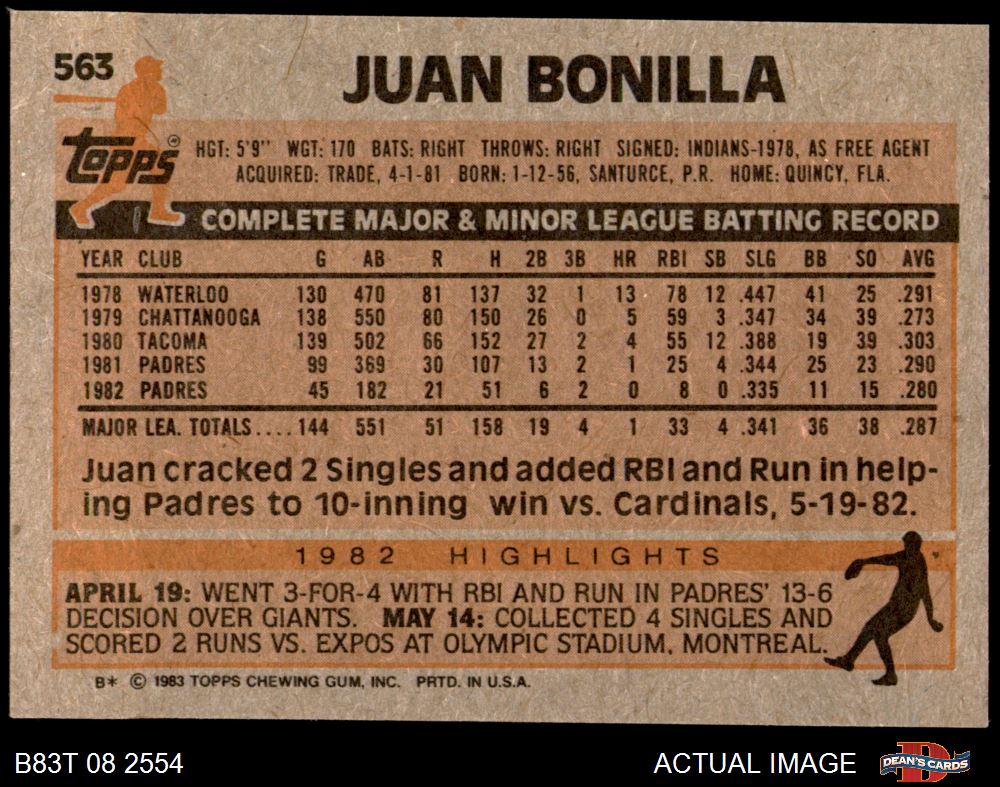 563
JUAN BONILLA
Topps ®
HGT: 5'9" WGT: 170 BATS: RIGHT THROWS: RIGHT SIGNED: INDIANS-1978, AS FREE AGENT
ACQUIRED: TRADE, 4-1-81 BORN: 1-12-56, SANTURCE, P.R. HOME: QUINCY, FLA.
COMPLETE MAJOR & MINOR LEAGUE BATTING RECORD
YEAR CLUB G AB R H 2B 3B HR RBI SB SLG BB SO AVG
1978 WATERLOO 130 470 81 137 32 1 13 78 12 .447 41 25 .291
1979 CHATTANOOGA 138 550 80 150 26 0 5 59 3 .347 34 39 .273
1980 TACOMA 139 502 66 152 27 2 4 55 12 .388 19 39 .303
1981 PADRES 99 369 30 107 13 2 1 25 4 .344 25 23 .290
1982 PADRES 45 182 21 51 6 2 0 8 0 .335 11 15 .280
MAJOR LEA. TOTALS....144 551 51 158 19 4 1 33 4 .341 36 38 .287
Juan cracked 2 Singles and added RBI and Run in help-
ing Padres to 10-inning win vs. Cardinals, 5-19-82.
1982 HIGHLIGHTS
APRIL 19: WENT 3-FOR-4 WITH RBI AND RUN IN PADRES' 13-6
DECISION OVER GIANTS. MAY 14: COLLECTED 4 SINGLES AND
SCORED 2 RUNS VS. EXPOS AT OLYMPIC STADIUM, MONTREAL.
B* © 1983 TOPPS CHEWING GUM, INC. PRTD. IN U.S.A.
B83T 08 2554
ACTUAL IMAGE
DEAN'S CARDS